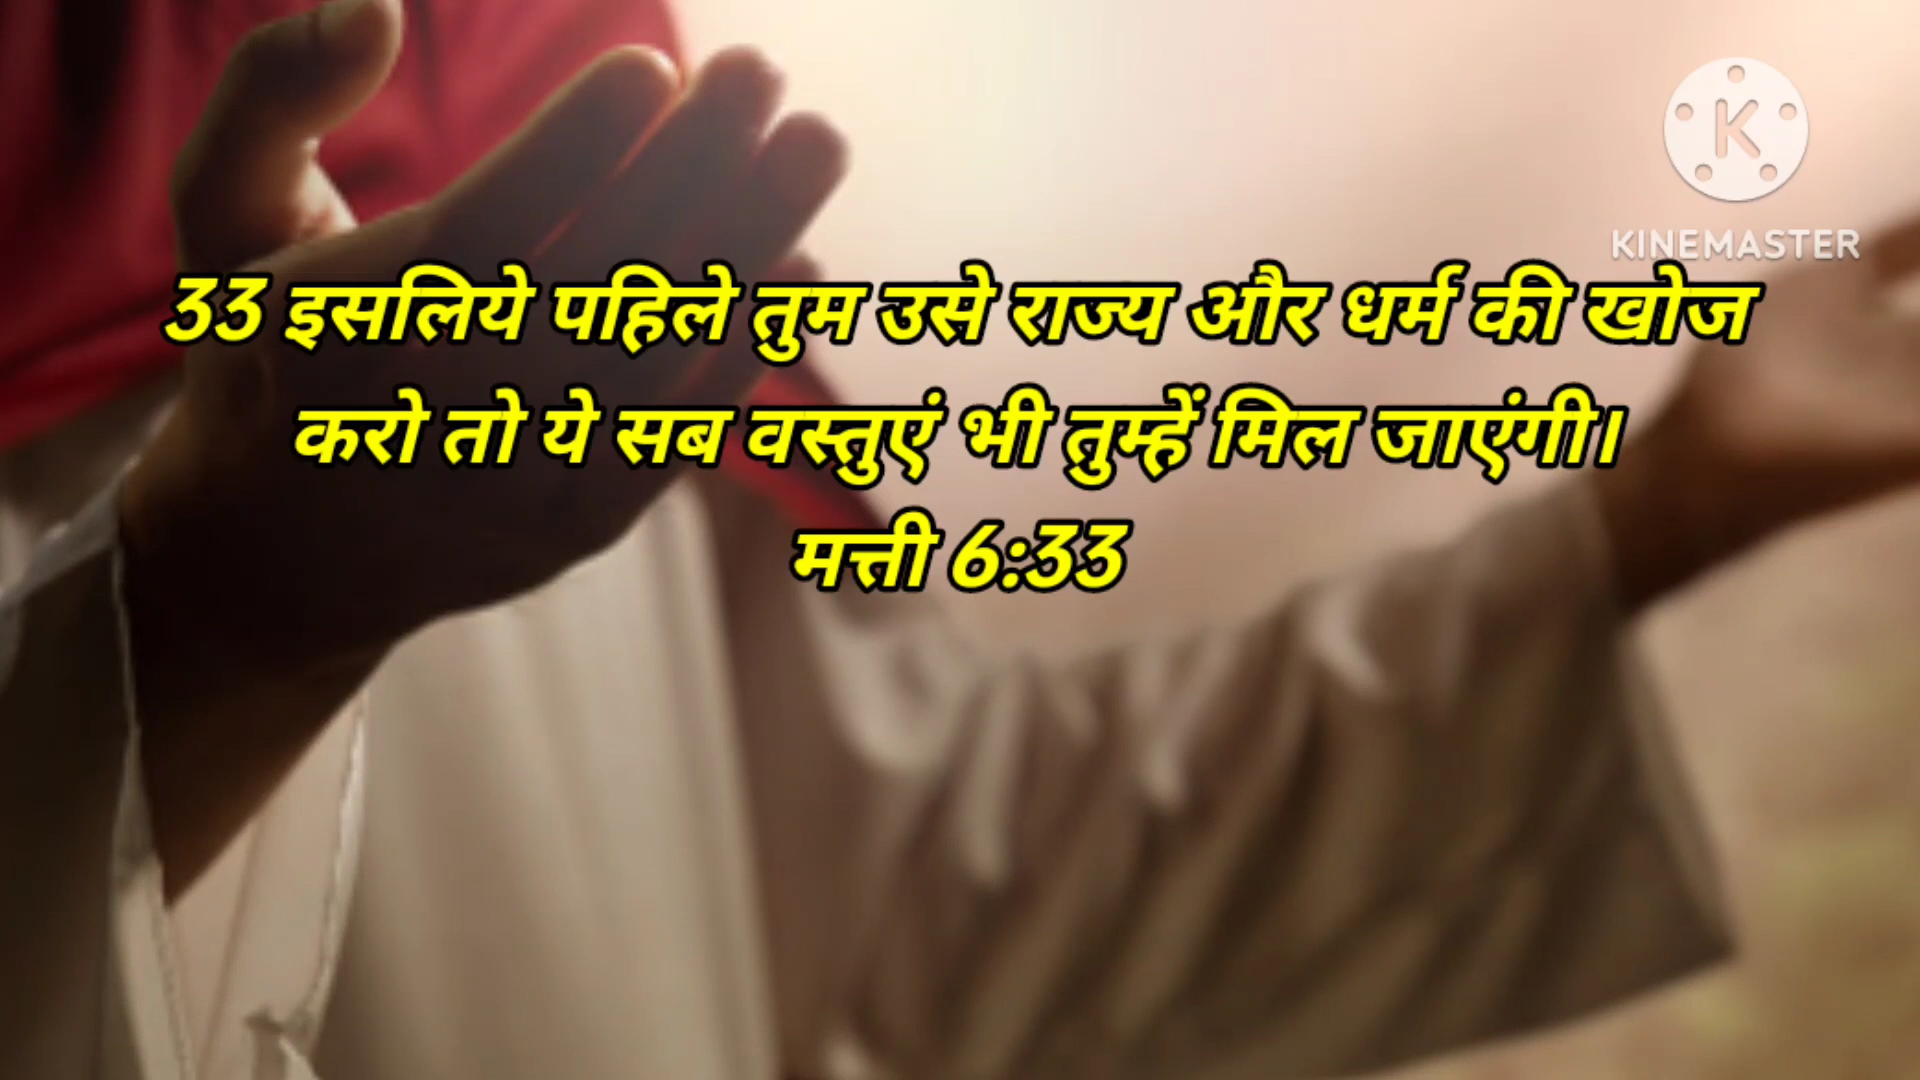 KINEMASTER
33 इसलिये पहिले तुम उसे राज्य और धर्म की खोज
करो तो ये सब वस्तुएं भी तुम्हें मिल जाएंगी।
मत्ती 6:33